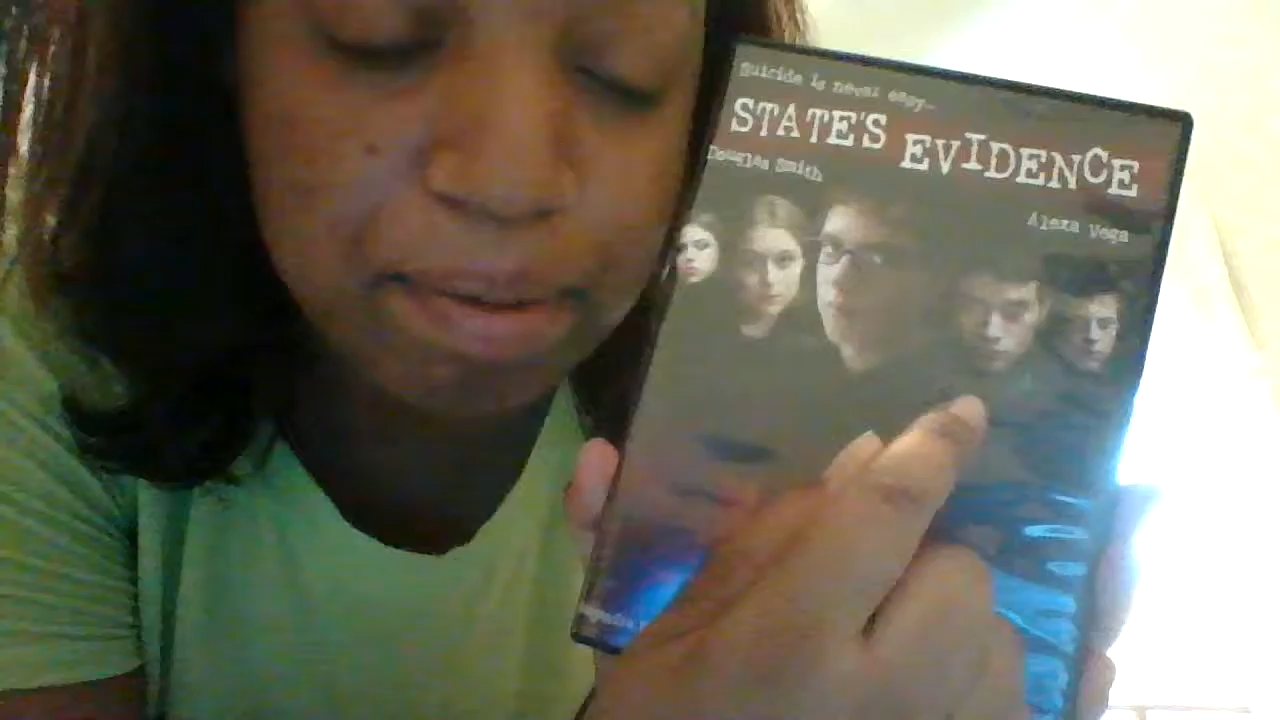 Suicide is never easy...
STATE'S EVIDENCE
Douglas Smith
Alexa Vega